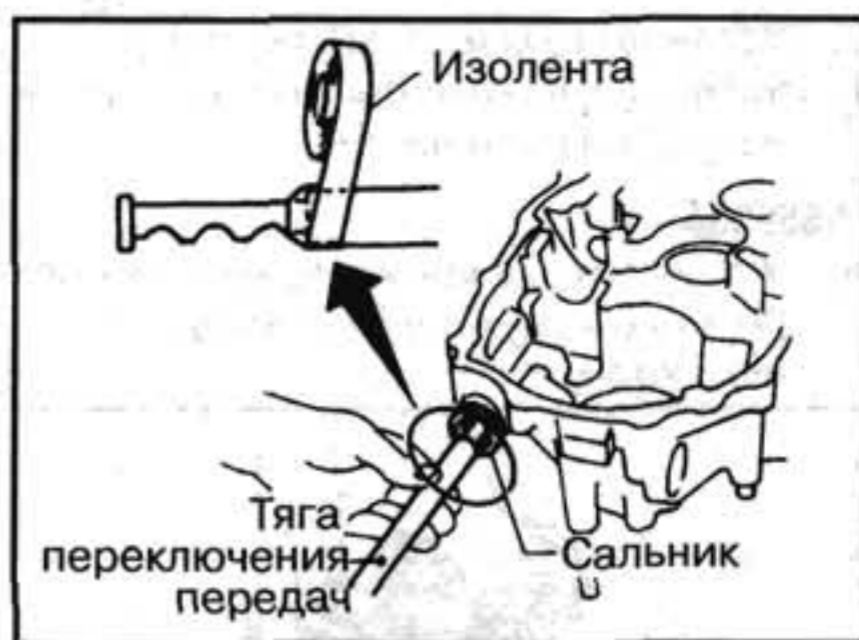 Изолента
Тяга
переключения
передач
Сальник